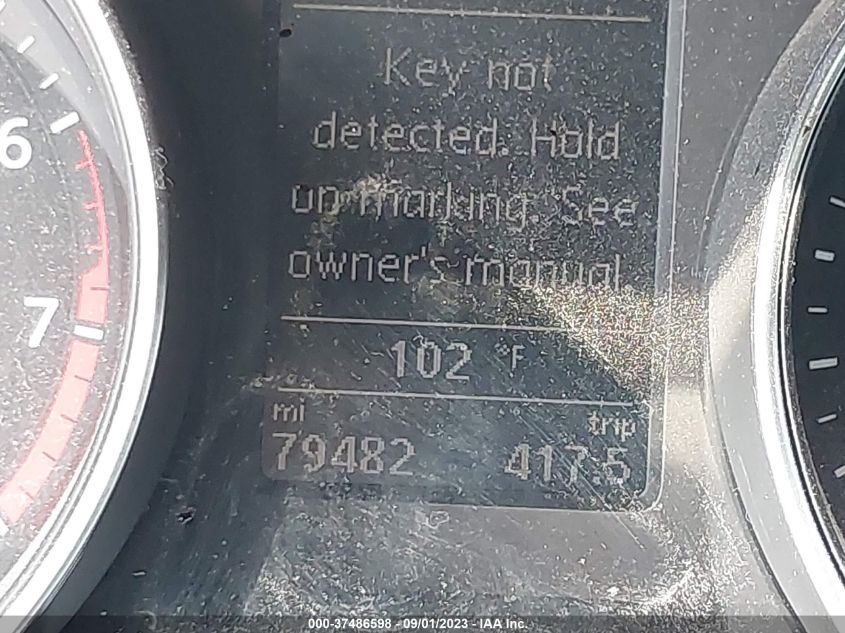 Key not
detected. Hold
on marking. See
owner's manual.
102 °F
mi trip
79482 417.5
6
7
000-37486598 - 09/01/2023 - IAA Inc.